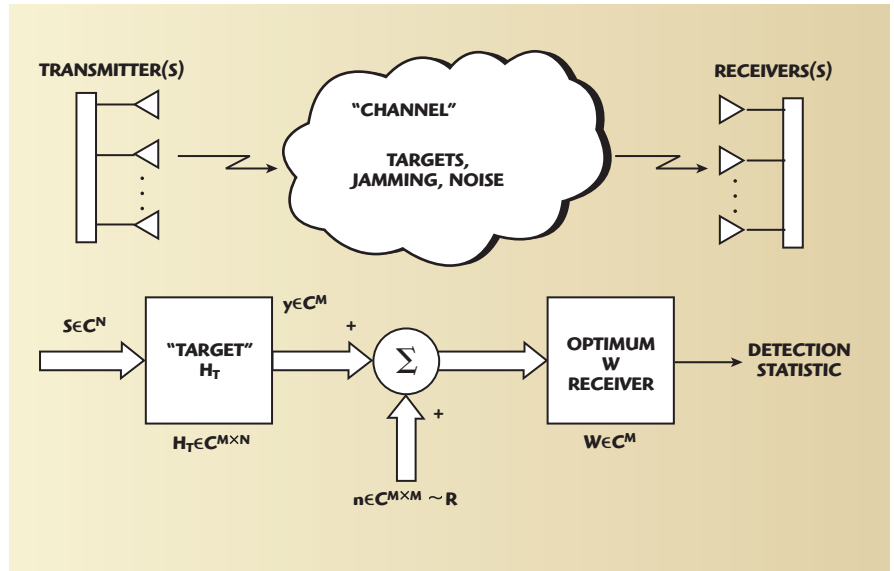 TRANSMITTER(S)
RECEIVERS(S)
"CHANNEL"
TARGETS,
JAMMING, NOISE
S∈C^N
y∈C^M
+
"TARGET"
H_T
Σ
OPTIMUM
W
RECEIVER
DETECTION
STATISTIC
+
H_T∈C^M×N
W∈C^M
n∈C^M×M ~ R